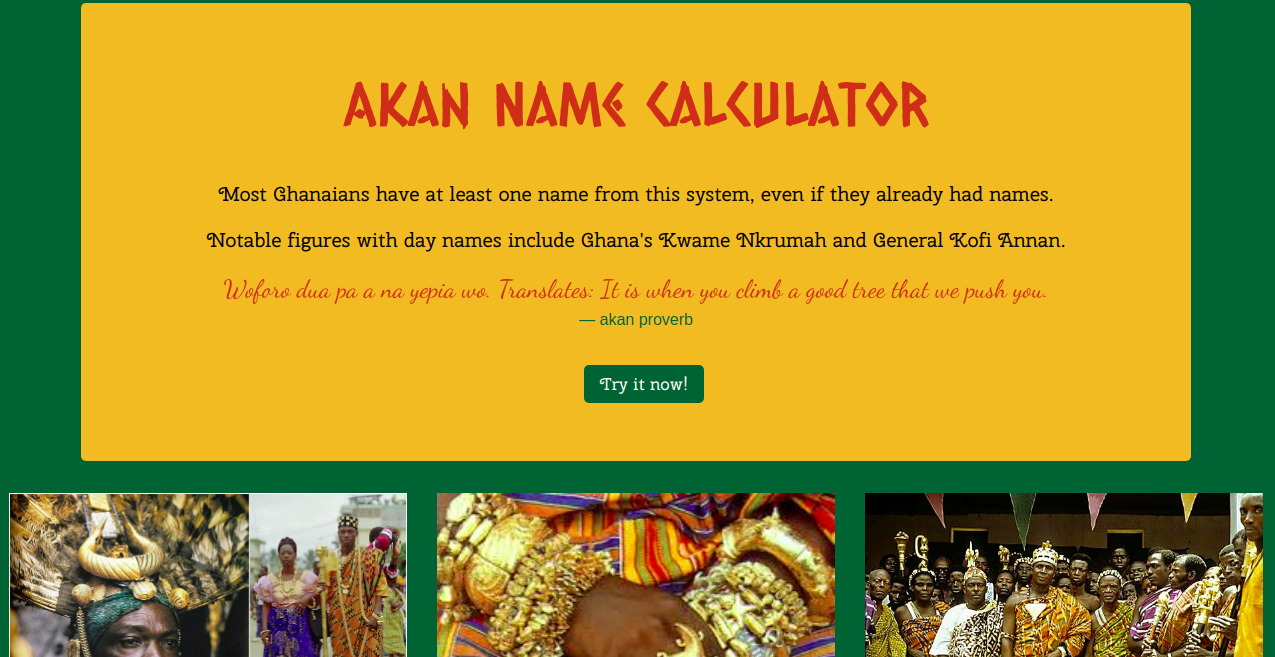 AKAN NAME CALCULATOR
Most Ghanaians have at least one name from this system, even if they already had names.
Notable figures with day names include Ghana's Kwame Nkrumah and General Kofi Annan.
Woforo dua pa a na yepia wo. Translates: It is when you climb a good tree that we push you.
— akan proverb
Try it now!